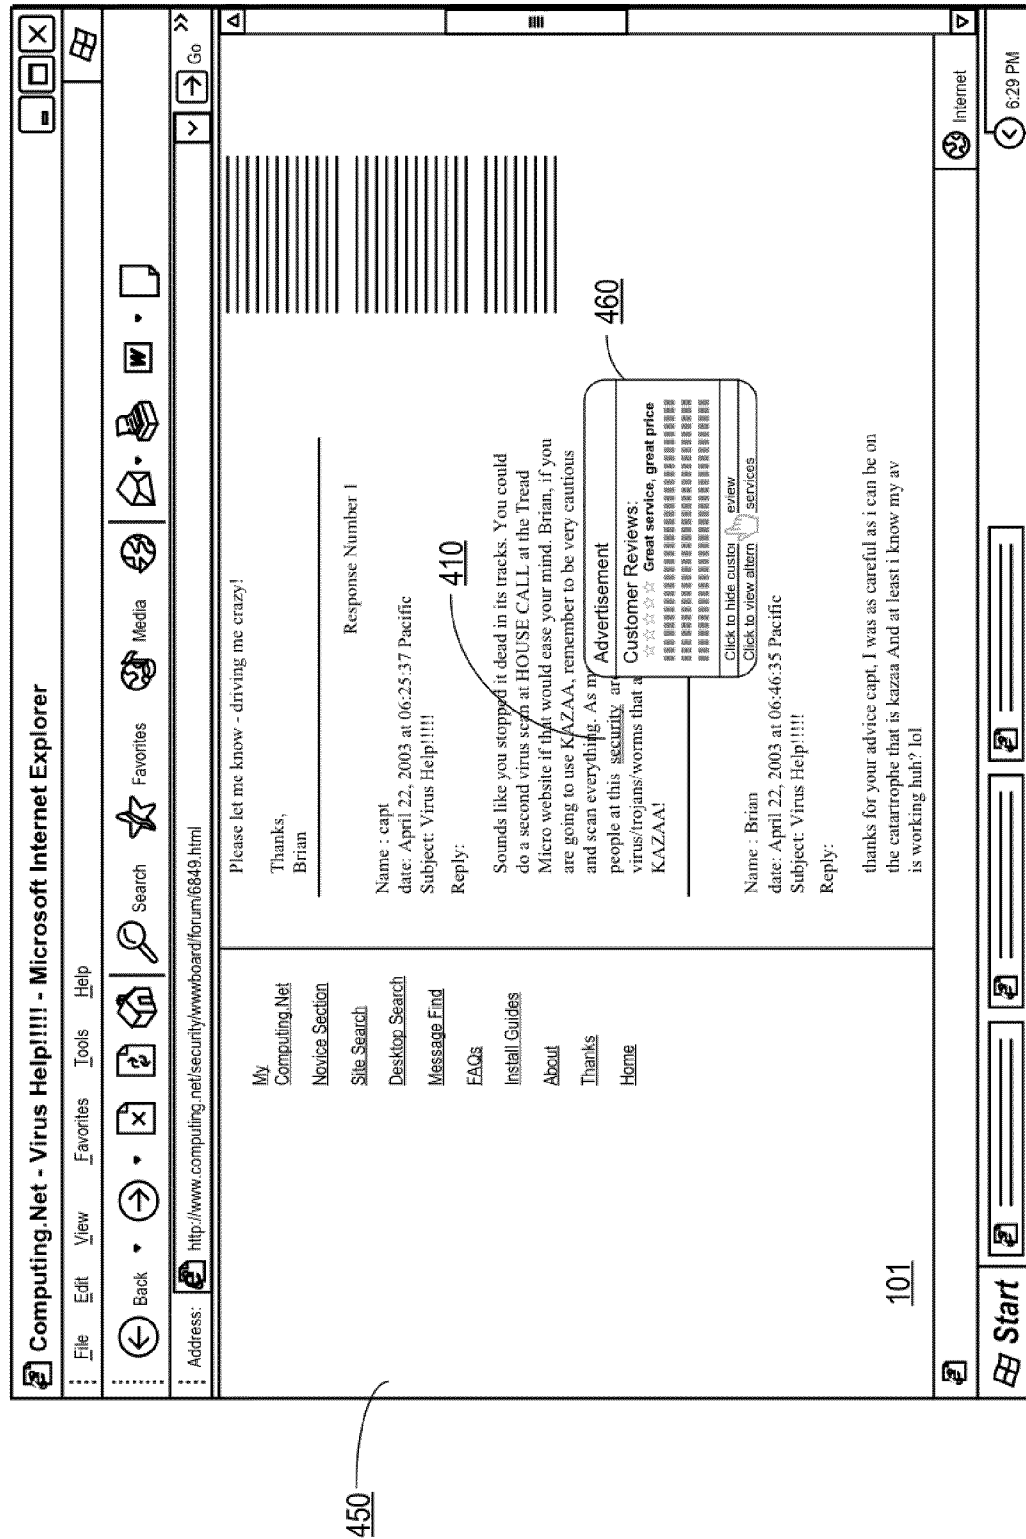 Computing.Net - Virus Help!!!!! - Microsoft Internet Explorer
File Edit View Favorites Tools Help
Back Search Favorites Media W
Address: http://www.computing.net/security/wwwboard/forum/6849.html Go
My
Computing.Net
Novice Section
Site Search
Desktop Search
Message Find
FAQs
Install Guides
About
Thanks
Home
101
450
Please let me know - driving me crazy!
Thanks,
Brian
Response Number 1
Name : capt
date: April 22, 2003 at 06:25:37 Pacific
Subject: Virus Help!!!!!
Reply:
410
Sounds like you stopped it dead in its tracks. You could
do a second virus scan at HOUSE CALL at the Tread
Micro website if that would ease your mind. Brian, if you
are going to use KAZAA, remember to be very cautious
and scan everything. As m
people at this security are
virus/trojans/worms that a
KAZAA!
460
Advertisement
Customer Reviews:
☆☆☆☆☆ Great service, great price
Click to hide custor eview
Click to view altern services
Name : Brian
date: April 22, 2003 at 06:46:35 Pacific
Subject: Virus Help!!!!!
Reply:
thanks for your advice capt, I was as careful as i can be on
the catartrophe that is kazaa And at least i know my av
is working huh? lol
Internet
Start 6:29 PM